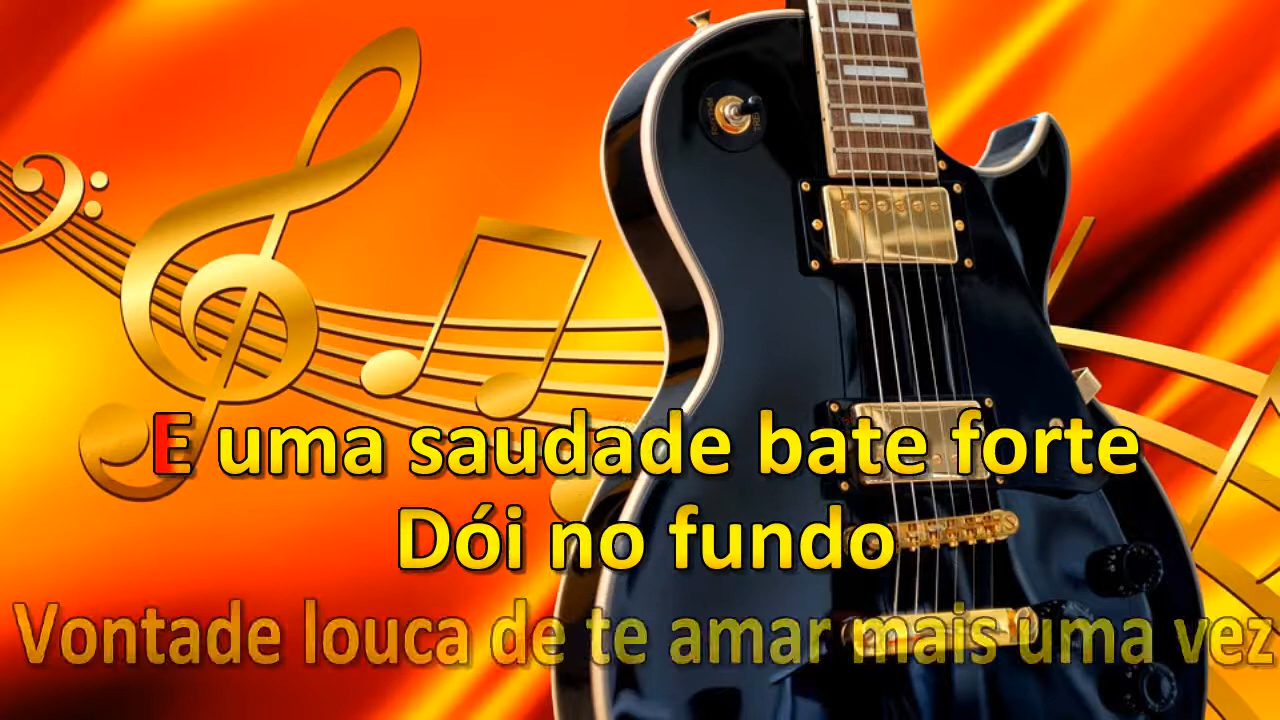 E uma saudade bate forte
Dói no fundo
Vontade louca de te amar mais uma vez